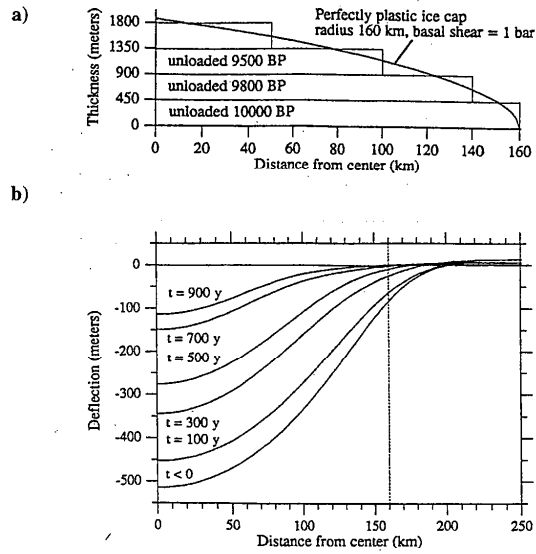 a)
Perfectly plastic ice cap
radius 160 km, basal shear = 1 bar
Thickness (meters)
1800
1350
900
450
0
unloaded 9500 BP
unloaded 9800 BP
unloaded 10000 BP
0 20 40 60 80 100 120 140 160
Distance from center (km)
b)
Deflection (meters)
0
-100
-200
-300
-400
-500
t = 900 y
t = 700 y
t = 500 y
t = 300 y
t = 100 y
t < 0
0 50 100 150 200 250
Distance from center (km)